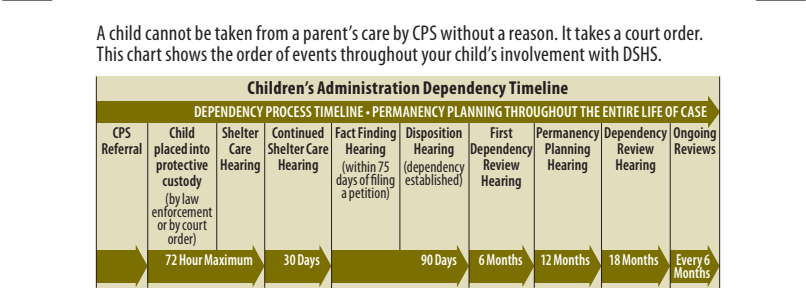 A child cannot be taken from a parent’s care by CPS without a reason. It takes a court order.
This chart shows the order of events throughout your child’s involvement with DSHS.
Children’s Administration Dependency Timeline
DEPENDENCY PROCESS TIMELINE • PERMANENCY PLANNING THROUGHOUT THE ENTIRE LIFE OF CASE
CPS
Referral
Child
placed into
protective
custody
(by law
enforcement
or by court
order)
Shelter
Care
Hearing
Continued
Shelter Care
Hearing
Fact Finding
Hearing
(within 75
days of filing
a petition)
Disposition
Hearing
(dependency
established)
First
Dependency
Review
Hearing
Permanency
Planning
Hearing
Dependency
Review
Hearing
Ongoing
Reviews
72 Hour Maximum
30 Days
90 Days
6 Months
12 Months
18 Months
Every 6
Months